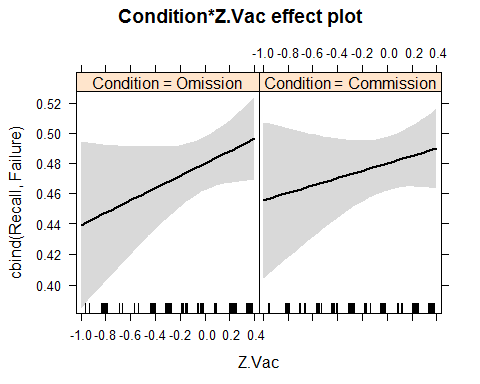 Condition*Z.Vac effect plot
-1.0 -0.8 -0.6 -0.4 -0.2 0.0 0.2 0.4
Condition = Omission Condition = Commission
0.52
0.50
0.48
0.46
0.44
0.42
0.40
cbind(Recall, Failure)
-1.0 -0.8 -0.6 -0.4 -0.2 0.0 0.2 0.4
Z.Vac